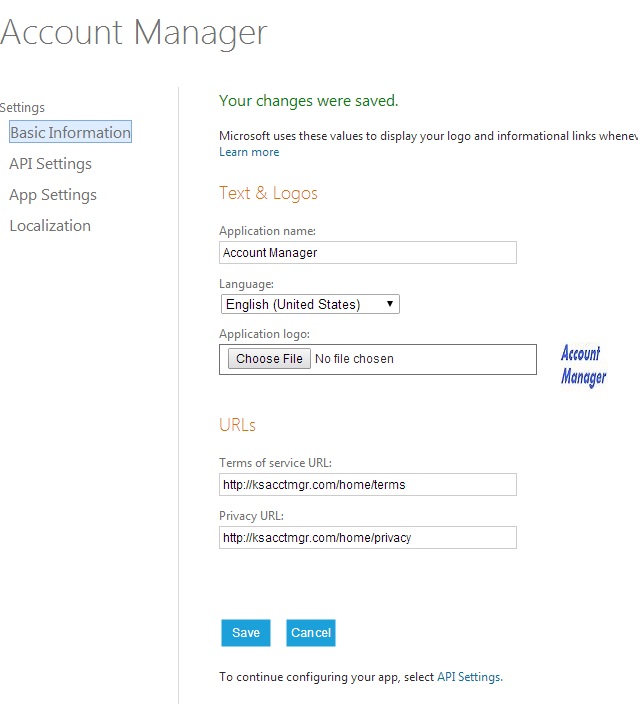 Account Manager
Settings
Basic Information
API Settings
App Settings
Localization
Your changes were saved.
Microsoft uses these values to display your logo and informational links
Learn more
Text & Logos
Application name:
Account Manager
Language:
English (United States)
Application logo:
Choose File No file chosen
Account
Manager
URLs
Terms of service URL:
http://ksacctmgr.com/home/terms
Privacy URL:
http://ksacctmgr.com/home/privacy
Save Cancel
To continue configuring your app, select API Settings.